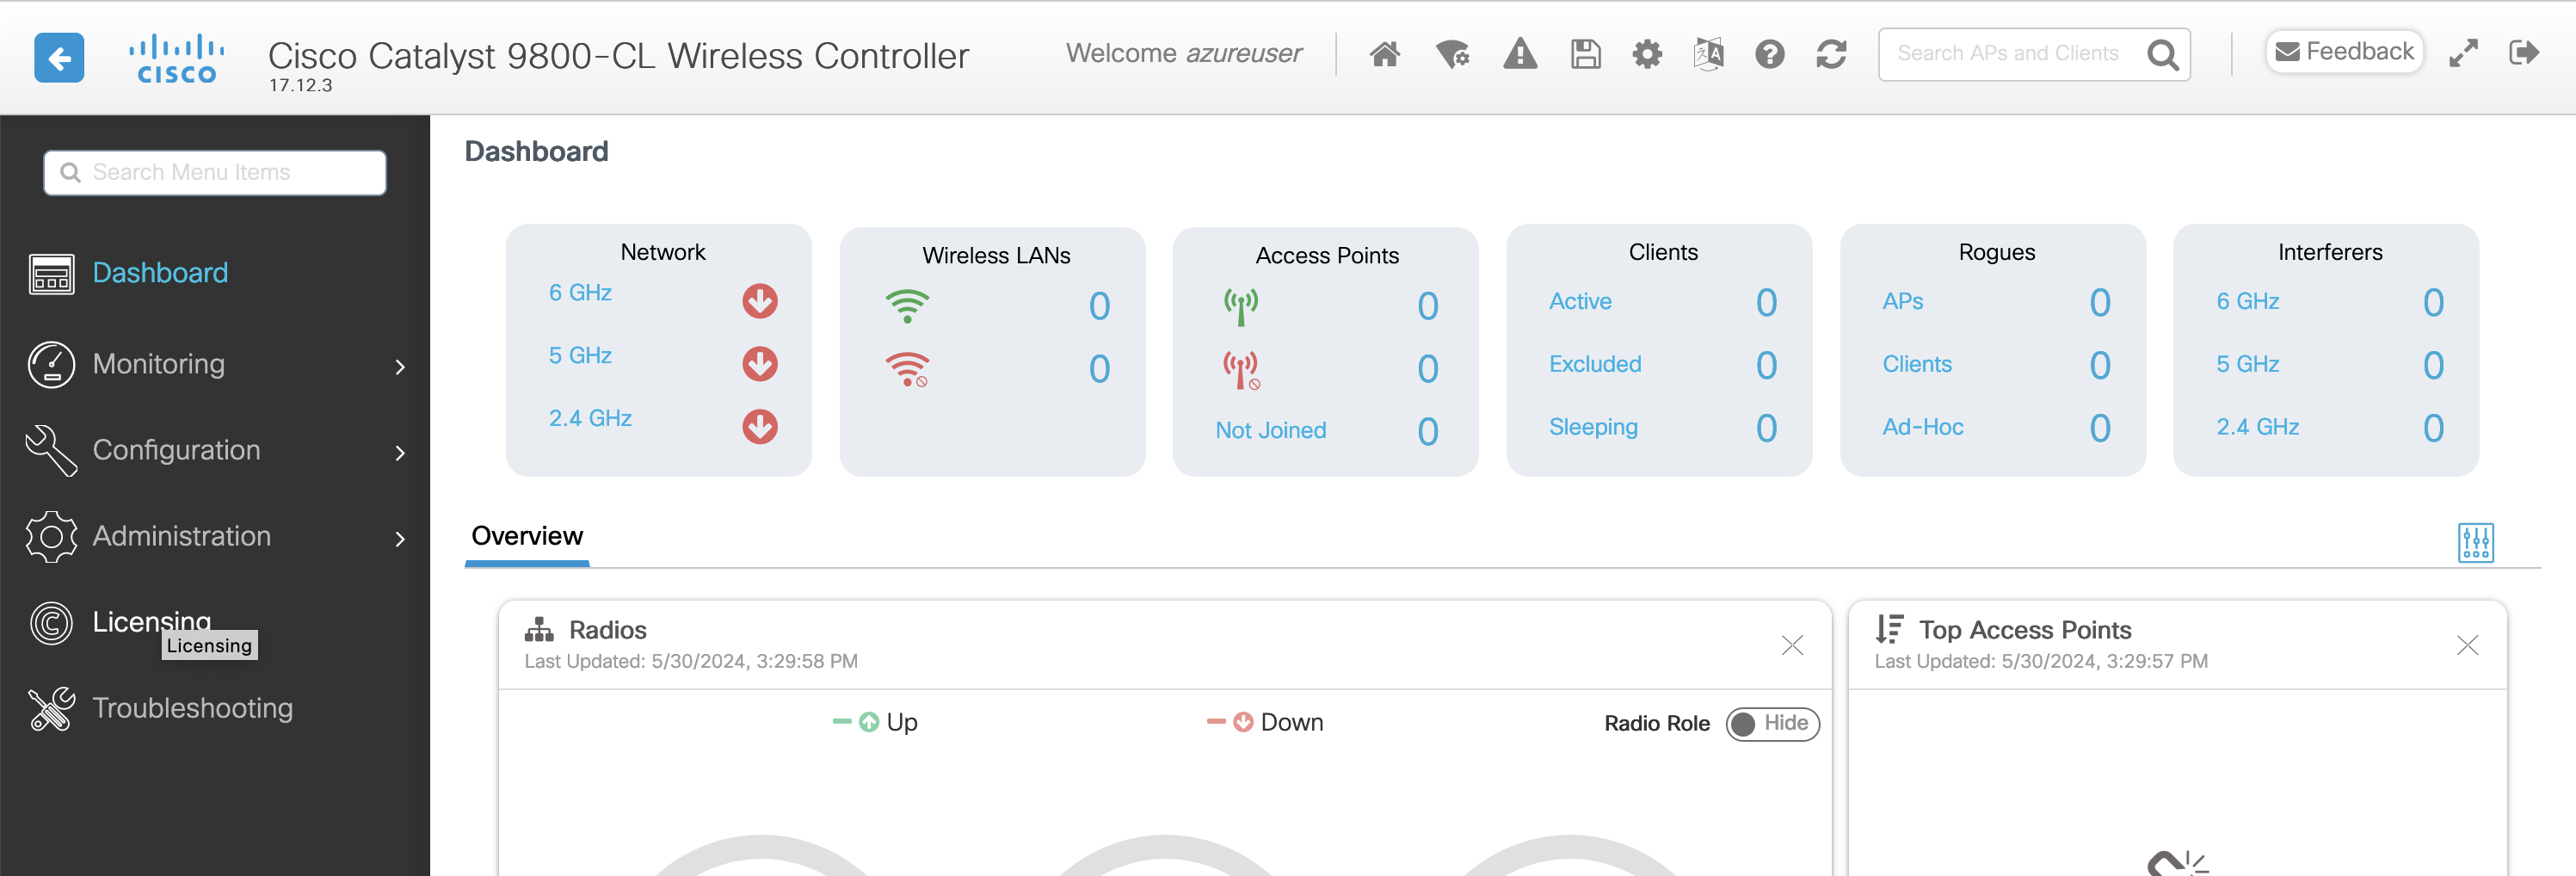 CISCO
Cisco Catalyst 9800-CL Wireless Controller
17.12.3
Welcome azureuser
Search APs and Clients
Feedback
Search Menu Items
Dashboard
Monitoring
Configuration
Administration
Licensing
Licensing
Troubleshooting
Dashboard
Network
6 GHz
5 GHz
2.4 GHz
Wireless LANs
0
0
Access Points
0
0
Not Joined 0
Clients
Active 0
Excluded 0
Sleeping 0
Rogues
APs 0
Clients 0
Ad-Hoc 0
Interferers
6 GHz 0
5 GHz 0
2.4 GHz 0
Overview
Radios
Last Updated: 5/30/2024, 3:29:58 PM
Up
Down
Radio Role Hide
Top Access Points
Last Updated: 5/30/2024, 3:29:57 PM